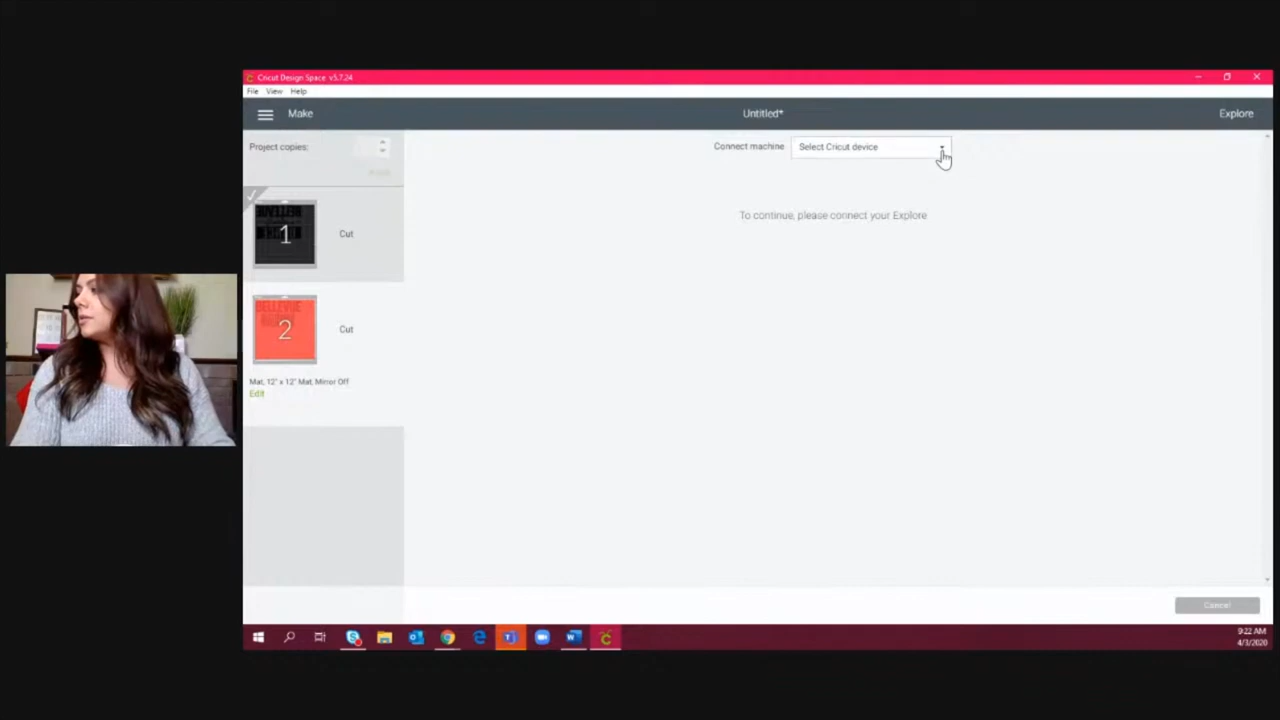 Cricut Design Space v5.7.24
File View Help
Make
Untitled*
Explore
Project copies:
Connect machine
Select Cricut device
To continue, please connect your Explore
1
Cut
BELLEVUE
2
Cut
Mat, 12" x 12" Mat, Mirror Off
Edit
Cancel
9:22 AM
4/3/2020